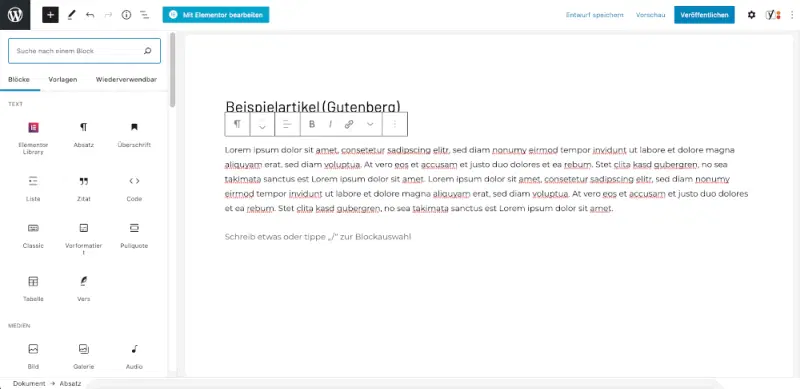 Mit Elementor bearbeiten
Entwurf speichern
Vorschau
Veröffentlichen
Suche nach einem Block
Blöcke
Vorlagen
Wiederverwendbar
TEXT
Elementor
Library
Absatz
Überschrift
Liste
Zitat
Code
Classic
Vorformatier
t
Pullquote
Tabelle
Vers
MEDIEN
Bild
Galerie
Audio
Dokument → Absatz
Beispielartikel (Gutenberg)
B I
Lorem ipsum dolor sit amet, consetetur sadipscing elitr, sed diam nonumy eirmod tempor invidunt ut labore et dolore magna
aliquyam erat, sed diam voluptua. At vero eos et accusam et justo duo dolores et ea rebum. Stet clita kasd gubergren, no sea
takimata sanctus est Lorem ipsum dolor sit amet. Lorem ipsum dolor sit amet, consetetur sadipscing elitr, sed diam nonumy
eirmod tempor invidunt ut labore et dolore magna aliquyam erat, sed diam voluptua. At vero eos et accusam et justo duo dolores
et ea rebum. Stet clita kasd gubergren, no sea takimata sanctus est Lorem ipsum dolor sit amet.
Schreib etwas oder tippe „/“ zur Blockauswahl